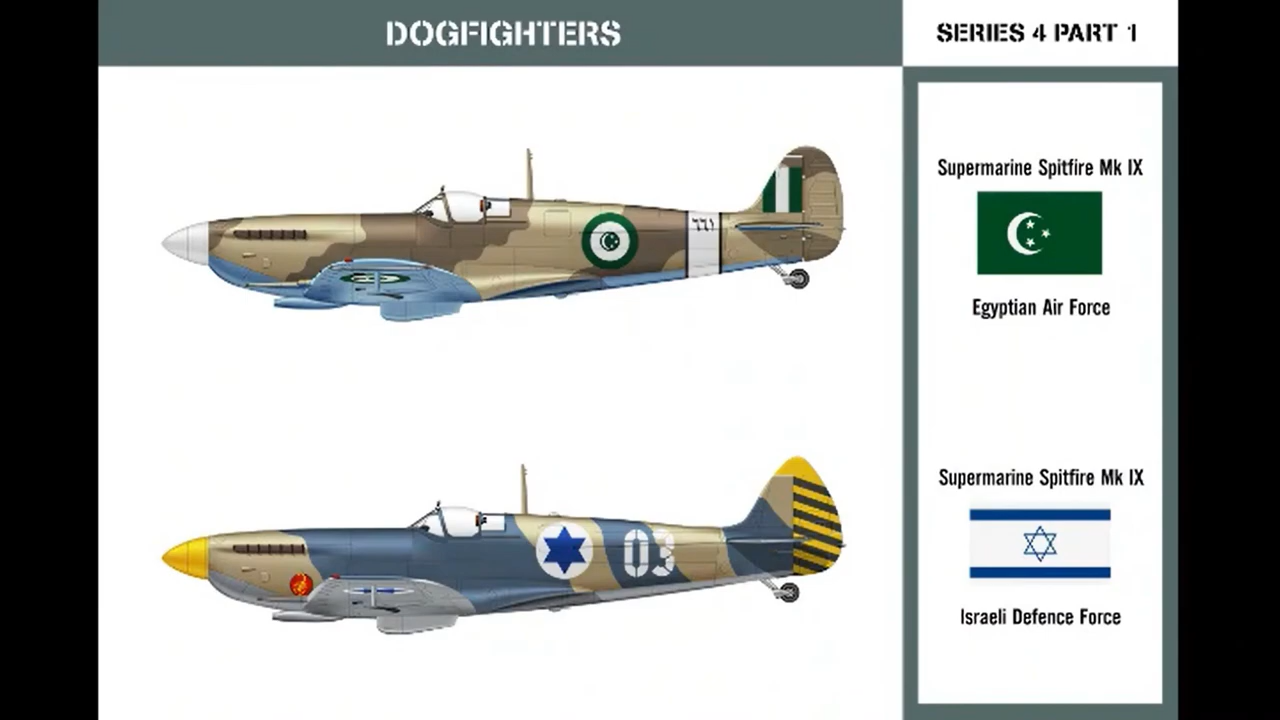 DOGFIGHTERS
SERIES 4 PART 1
Supermarine Spitfire Mk IX
Egyptian Air Force
٦٦١
Supermarine Spitfire Mk IX
03
Israeli Defence Force